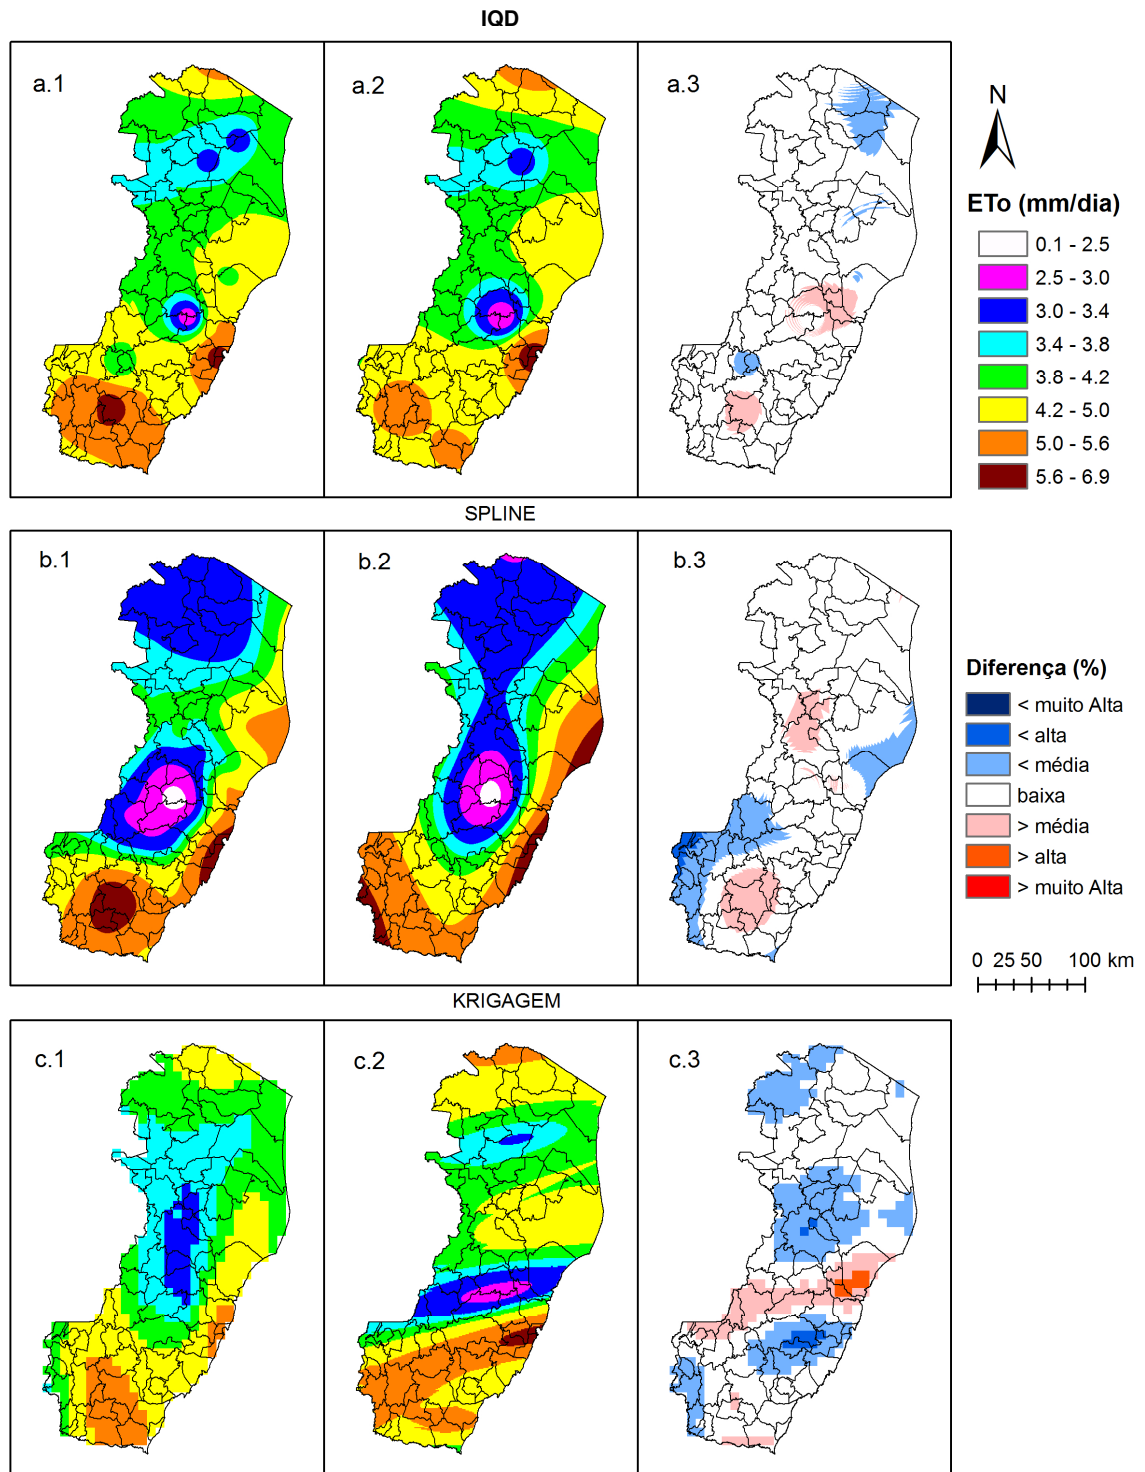 IQD
a.1
a.2
a.3
N
ETo (mm/dia)
0.1 - 2.5
2.5 - 3.0
3.0 - 3.4
3.4 - 3.8
3.8 - 4.2
4.2 - 5.0
5.0 - 5.6
5.6 - 6.9
SPLINE
b.1
b.2
b.3
Diferença (%)
< muito Alta
< alta
< média
baixa
> média
> alta
> muito Alta
0 25 50 100 km
KRIGAGEM
c.1
c.2
c.3